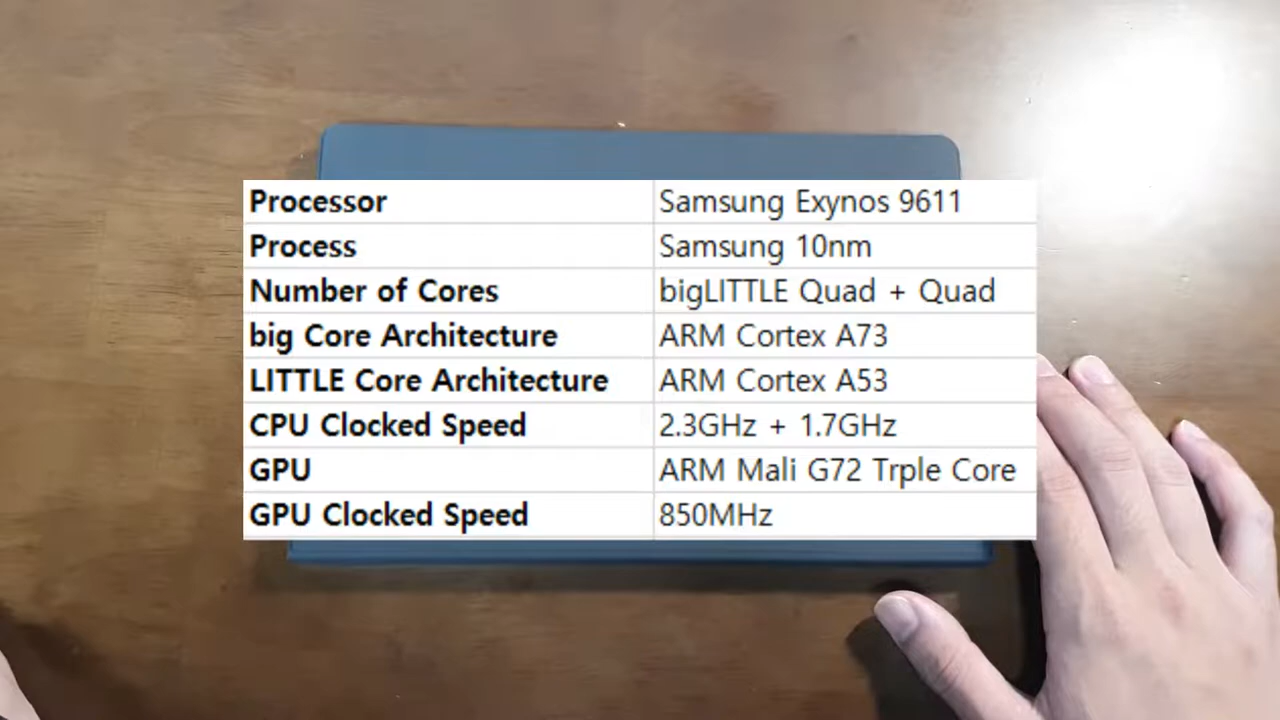 Processor Samsung Exynos 9611
Process Samsung 10nm
Number of Cores bigLITTLE Quad + Quad
big Core Architecture ARM Cortex A73
LITTLE Core Architecture ARM Cortex A53
CPU Clocked Speed 2.3GHz + 1.7GHz
GPU ARM Mali G72 Trple Core
GPU Clocked Speed 850MHz